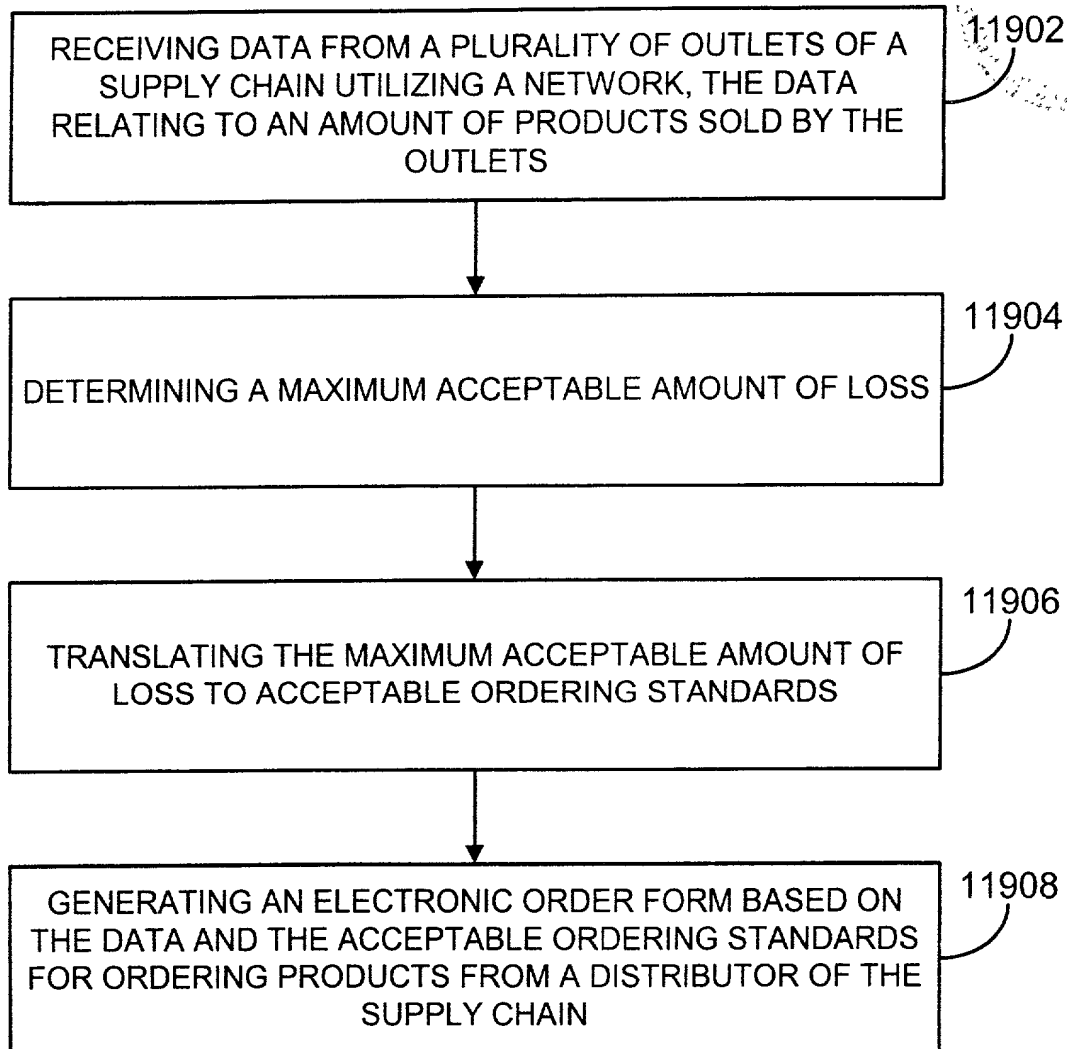 RECEIVING DATA FROM A PLURALITY OF OUTLETS OF A
SUPPLY CHAIN UTILIZING A NETWORK, THE DATA
RELATING TO AN AMOUNT OF PRODUCTS SOLD BY THE
OUTLETS
11902
DETERMINING A MAXIMUM ACCEPTABLE AMOUNT OF LOSS
11904
TRANSLATING THE MAXIMUM ACCEPTABLE AMOUNT OF
LOSS TO ACCEPTABLE ORDERING STANDARDS
11906
GENERATING AN ELECTRONIC ORDER FORM BASED ON
THE DATA AND THE ACCEPTABLE ORDERING STANDARDS
FOR ORDERING PRODUCTS FROM A DISTRIBUTOR OF THE
SUPPLY CHAIN
11908